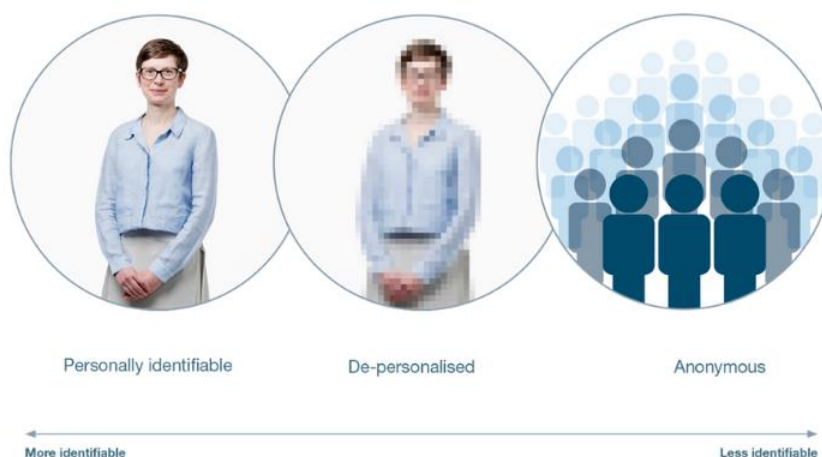 Personally identifiable
De-personalised
Anonymous
More identifiable
Less identifiable